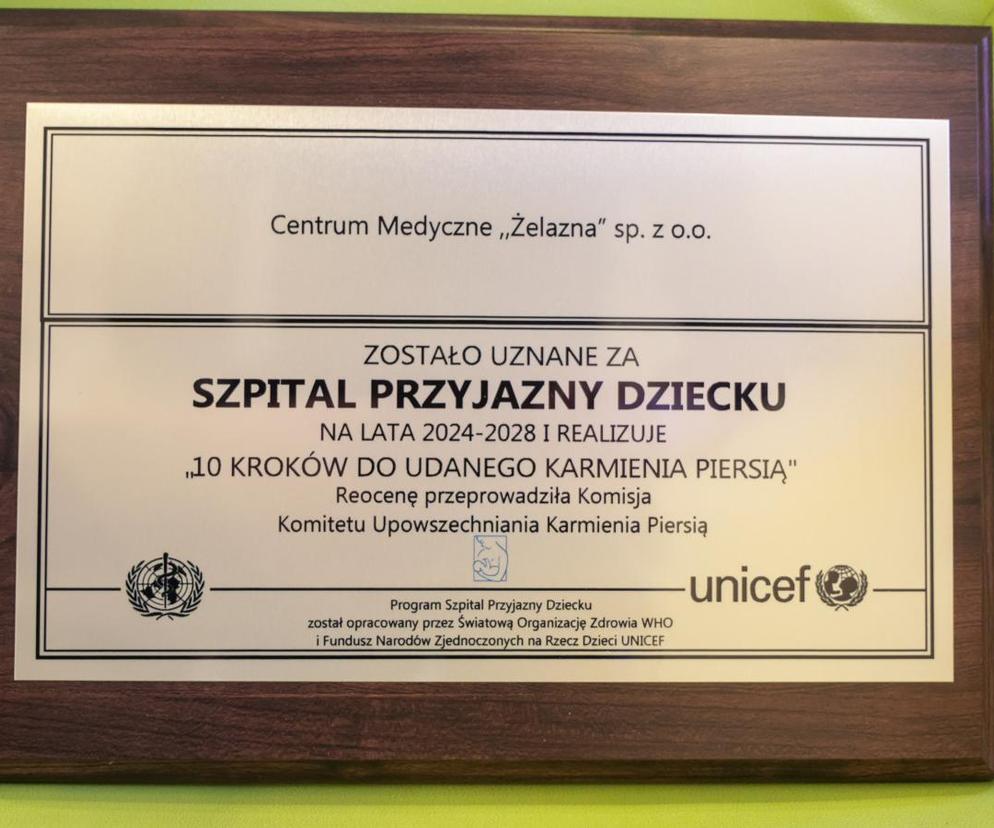 Centrum Medyczne ,,Żelazna" sp. z o.o.
ZOSTAŁO UZNANE ZA
SZPITAL PRZYJAZNY DZIECKU
NA LATA 2024-2028 I REALIZUJE
„10 KROKÓW DO UDANEGO KARMIENIA PIERSIĄ"
Reocenę przeprowadziła Komisja
Komitetu Upowszechniania Karmienia Piersią
unicef
Program Szpital Przyjazny Dziecku
został opracowany przez Światową Organizację Zdrowia WHO
i Fundusz Narodów Zjednoczonych na Rzecz Dzieci UNICEF